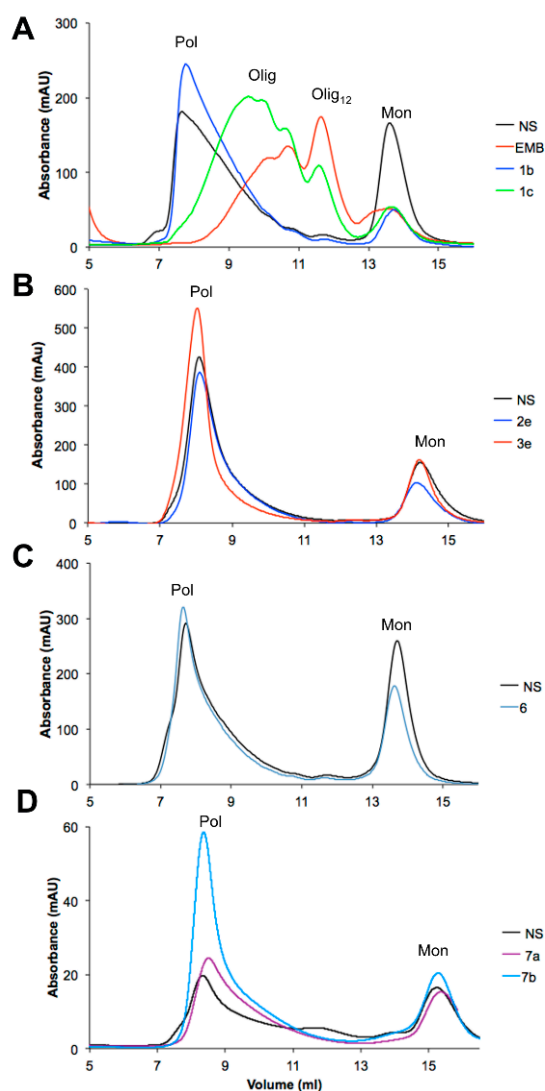 A
Absorbance (mAU)
300
200
100
0
5 7 9 11 13 15
Pol
Olig
Olig12
Mon
NS
EMB
1b
1c
B
Absorbance (mAu)
600
500
400
300
200
100
0
5 7 9 11 13 15
Pol
Mon
NS
2e
3e
C
Absorbance (mAU)
400
300
200
100
0
5 7 9 11 13 15
Pol
Mon
NS
6
D
Absorbance (mAU)
60
40
20
0
5 7 9 11 13 15
Pol
Mon
NS
7a
7b
Volume (ml)